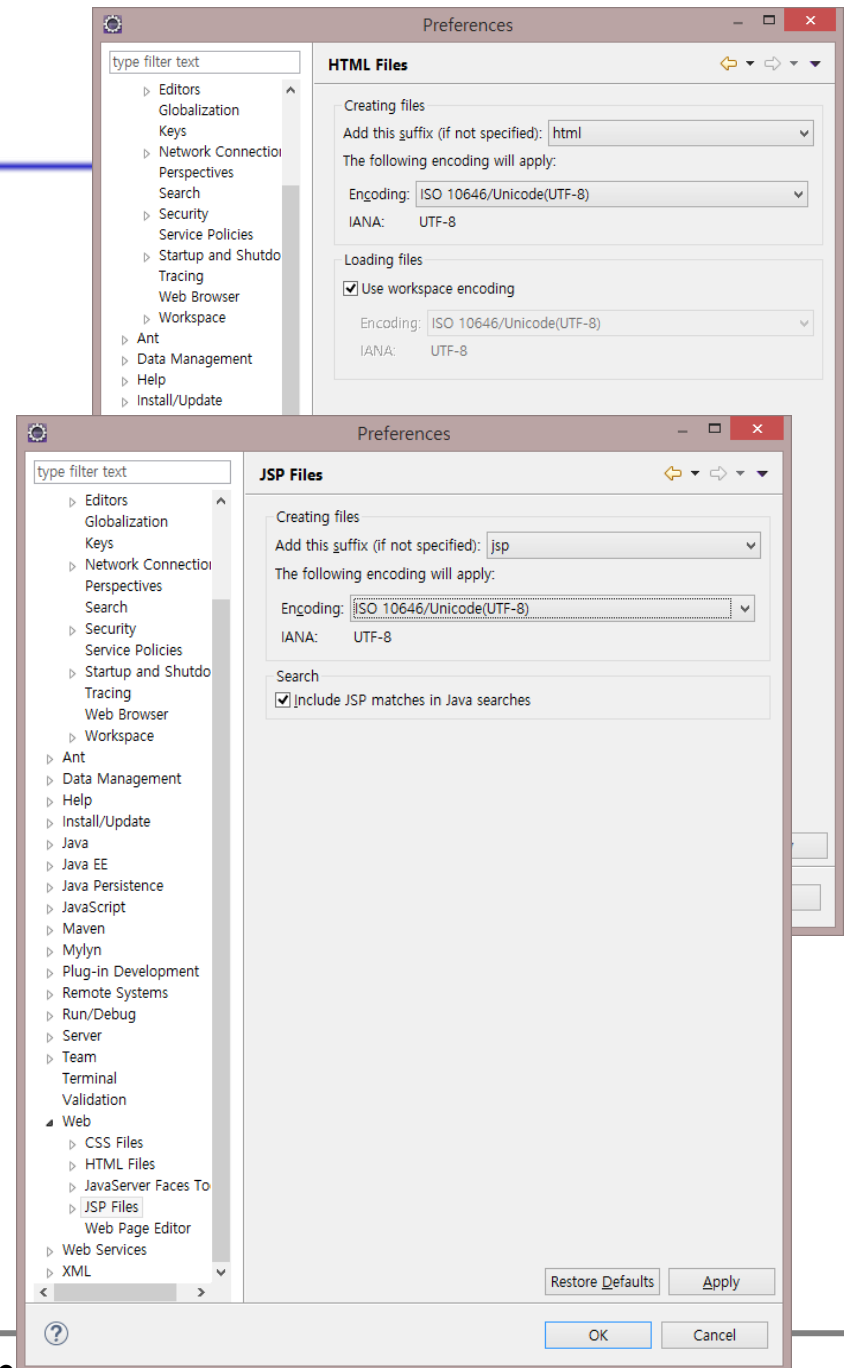 Preferences
type filter text
HTML Files
Editors
Globalization
Keys
Network Connection
Perspectives
Search
Security
Service Policies
Startup and Shutdo
Tracing
Web Browser
Workspace
Ant
Data Management
Help
Install/Update
Creating files
Add this suffix (if not specified): html
The following encoding will apply:
Encoding: ISO 10646/Unicode(UTF-8)
IANA: UTF-8
Loading files
Use workspace encoding
Encoding: ISO 10646/Unicode(UTF-8)
IANA: UTF-8
Preferences
type filter text
JSP Files
Editors
Globalization
Keys
Network Connection
Perspectives
Search
Security
Service Policies
Startup and Shutdo
Tracing
Web Browser
Workspace
Ant
Data Management
Help
Install/Update
Java
Java EE
Java Persistence
JavaScript
Maven
Mylyn
Plug-in Development
Remote Systems
Run/Debug
Server
Team
Terminal
Validation
Web
CSS Files
HTML Files
JavaServer Faces To
JSP Files
Web Page Editor
Web Services
XML
Creating files
Add this suffix (if not specified): jsp
The following encoding will apply:
Encoding: ISO 10646/Unicode(UTF-8)
IANA: UTF-8
Search
Include JSP matches in Java searches
Restore Defaults
Apply
OK
Cancel